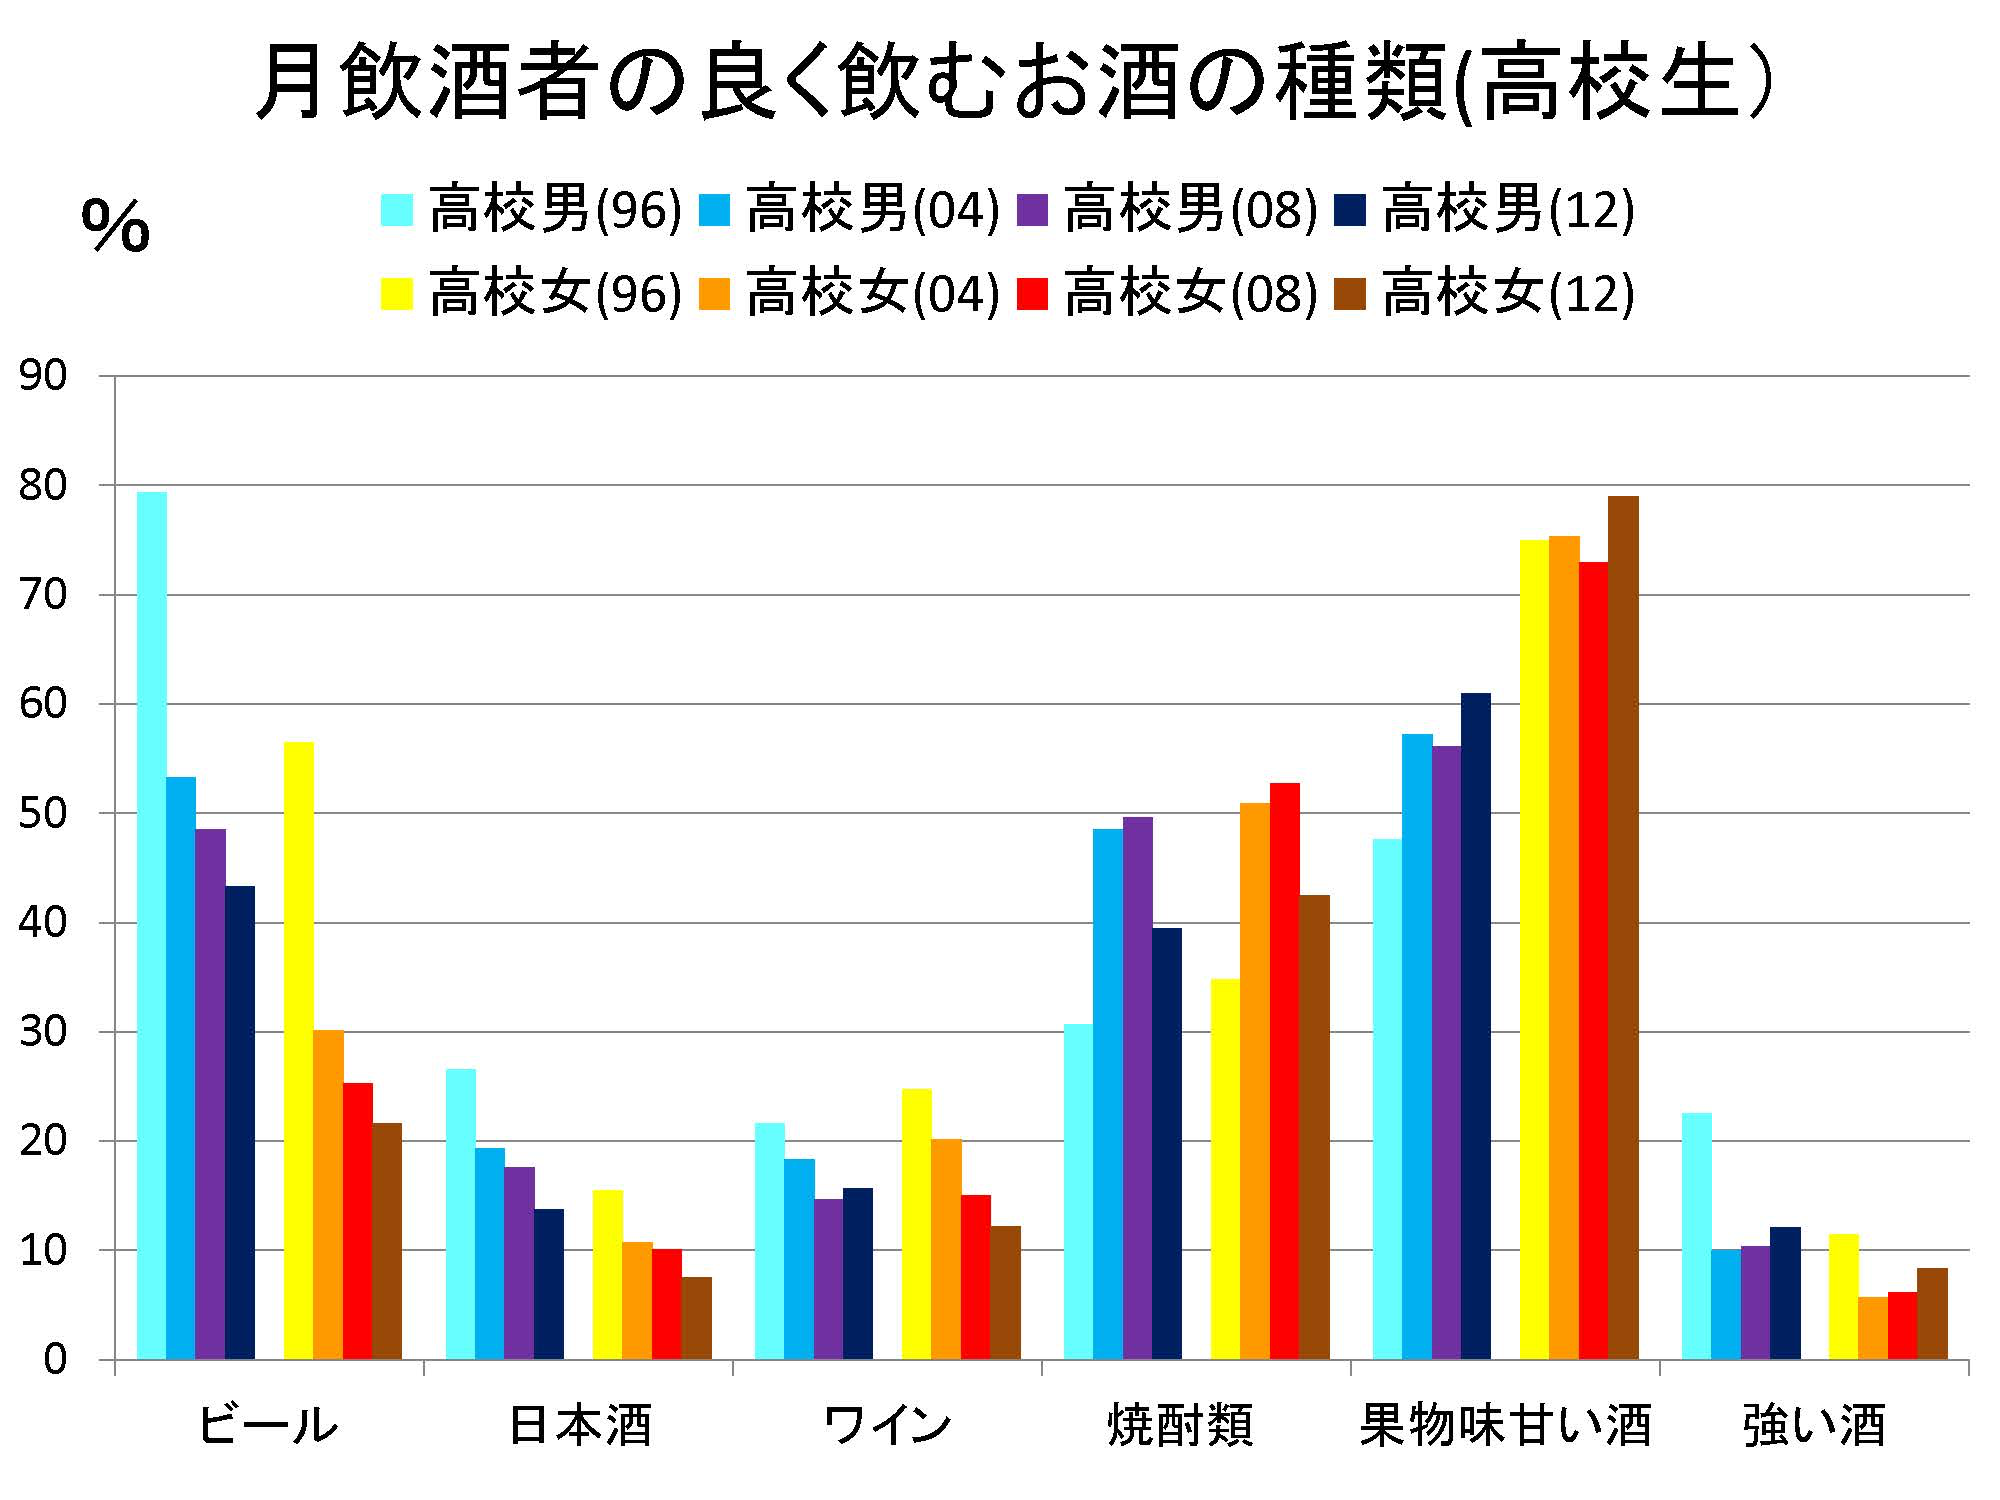 月飲酒者の良く飲むお酒の種類(高校生）
%
高校男(96) 高校男(04) 高校男(08) 高校男(12)
高校女(96) 高校女(04) 高校女(08) 高校女(12)
90
80
70
60
50
40
30
20
10
0
ビール 日本酒 ワイン 焼酎類 果物味甘い酒 強い酒